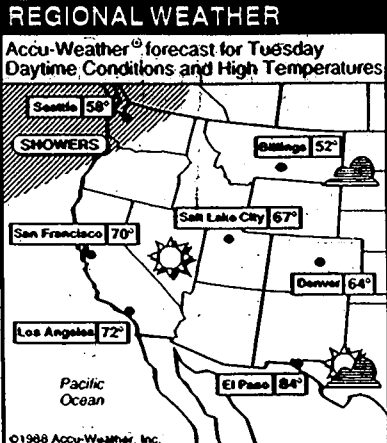 REGIONAL WEATHER
Accu-Weather® forecast for Tuesday
Daytime Conditions and High Temperatures
Seattle 58°
SHOWERS
Billings 52°
Salt Lake City 67°
San Francisco 70°
Denver 64°
Los Angeles 72°
Pacific
Ocean
El Paso 84°
©1988 Accu-Weather, Inc.